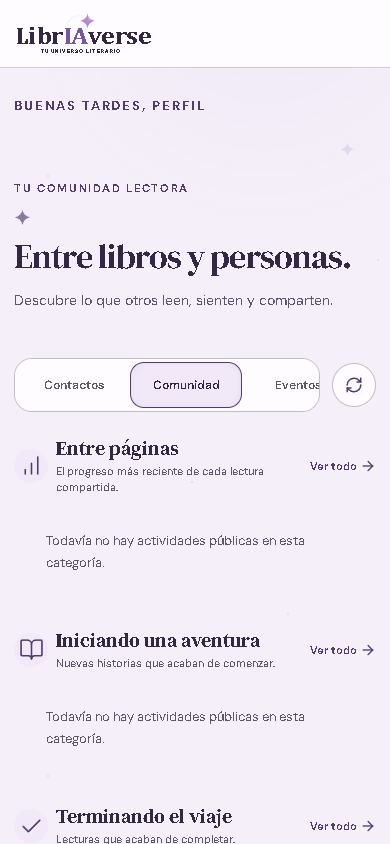 LibrIAverse
TU UNIVERSO LITERARIO
BUENAS TARDES, PERFIL
TU COMUNIDAD LECTORA
Entre libros y personas.
Descubre lo que otros leen, sienten y comparten.
Contactos
Comunidad
Eventos
Entre páginas
El progreso más reciente de cada lectura
compartida.
Ver todo
Todavía no hay actividades públicas en esta
categoría.
Iniciando una aventura
Nuevas historias que acaban de comenzar.
Ver todo
Todavía no hay actividades públicas en esta
categoría.
Terminando el viaje
Lecturas que acaban de completar.
Ver todo